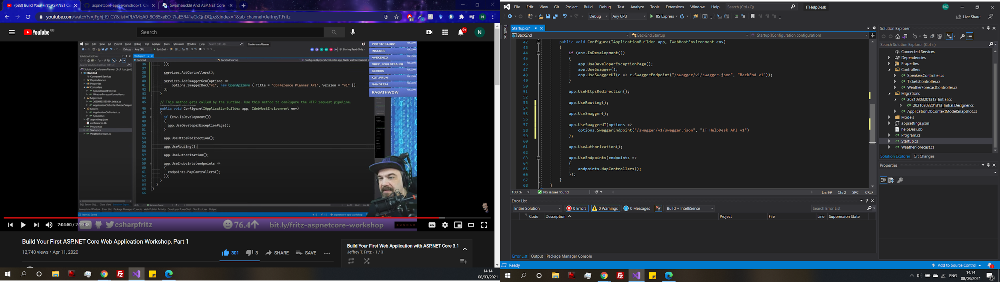 (683) Build Your First ASP.NET Co
aspnetcore-app-workshop/1. Cre
Swashbuckle And ASP.NET Core
youtube.com/watch?v=jFghj_l9-CY&list=PLVMqA0_8O85xeEO_7faE5R41eCkQnDQpz&index=1&ab_channel=JeffreyT.Fritz
11
N
YouTube GB
Search
9+
N
File Edit View Git Project Build Debug Test Analyze Tools Extensions Window Help Search (Ctrl+Q) ConferencePlanner
Debug Any CPU BackEnd Sharing Read-Only
Solution Explorer
Search Solution Explorer (Ctrl+;)
Solution 'ConferencePlanner' (1 of 1 project)
BackEnd
Connected Services
Dependencies
Properties
Controllers
SpeakersController.cs
WeatherForecastController.cs
Migrations
20200403155414_Initial.cs
ApplicationDbContextModelSnapsh
Models
ApplicationDbContext.cs
Speaker.cs
appsettings.json
conferences.db
Program.cs
Startup.cs
WeatherForecast.cs
SQL Server Obj... Class View Solution Explo...
Startup.cs*
BackEnd BackEnd.Startup Configure(IApplicationBuilder app, IWebHostEnvironment en
36 });
37
38 services.AddControllers();
39
40 services.AddSwaggerGen(options =>
41 options.SwaggerDoc("v1", new OpenApiInfo { Title = "Conference Planner API", Version = "v1" })
42 );
43 }
44
45 // This method gets called by the runtime. Use this method to configure the HTTP request pipeline.
46 public void Configure(IApplicationBuilder app, IWebHostEnvironment env)
47 {
48 if (env.IsDevelopment())
49 {
50 app.UseDeveloperExceptionPage();
51 }
52
53 app.UseHttpsRedirection();
54
55 app.UseRouting();
56
57 app.UseAuthorization();
58
59 app.UseEndpoints(endpoints =>
60 {
61 endpoints.MapControllers();
62 });
63 }
64 }
65 }
66
100 % No issues found Ln: 55 Ch: 21 Col: 24
Immediate Window Error List Package Manager Console Web Publish Activity Developer PowerShell Test Explorer Output
Item(s) Saved 0 15 aspnetcore-app-workshop
PRIESTOSAURO FOLLOW
INSCORE FOLLOW
AVEKENZO FOLLOW
DREC_SOULSTEALER FOLLOW
SCHRIIS FOLLOW
KOT_PRUN FOLLOW
NANDEE24 FOLLOW
RAGATHWOW FOLLOW
2:04:50 / 2:19:45
csharpfritz
76.4
bit.ly/fritz-aspnetcore-workshop
GUNNAR
CC
Build Your First ASP.NET Core Web Application Workshop, Part 1
12,740 views • Apr 11, 2020
301 3 SHARE SAVE
Build Your First Web Application with ASP.NET Core 3.1
Jeffrey T. Fritz - 1 / 3
14:14
08/03/2021
File Edit View Git Project Build Debug Test Analyze Tools Extensions Window Help Search (Ctrl+Q) ITHelpDesk NC
Debug Any CPU IIS Express Live Share
Toolbox
Startup.cs*
BackEnd BackEnd.Startup Startup(IConfiguration configuration)
42 public void Configure(IApplicationBuilder app, IWebHostEnvironment env)
43 {
44 if (env.IsDevelopment())
45 {
46 app.UseDeveloperExceptionPage();
47 app.UseSwagger();
48 app.UseSwaggerUI(c => c.SwaggerEndpoint("/swagger/v1/swagger.json", "BackEnd v1"));
49 }
50
51 app.UseHttpsRedirection();
52
53 app.UseRouting();
54
55 app.UseSwagger();
56
57 app.UseSwaggerUI(options =>
58 options.SwaggerEndpoint("/swagger/v1/swagger.json", "IT HelpDesk API v1")
59 );
60
61 app.UseAuthorization();
62
63 app.UseEndpoints(endpoints =>
64 {
65 endpoints.MapControllers();
66 });
67 }
68 }
100 % No issues found Ln: 69 Ch: 2 SPC CRLF
Error List
Entire Solution 0 Errors 0 Warnings 0 Messages Build + IntelliSense Search Error List
Code Description Project File Line Suppression State
Error List Output Package Manager Console
Solution Explorer
Search Solution Explorer (Ctrl+;)
Connected Services
Dependencies
Properties
Controllers
SpeakersController.cs
TicketsController.cs
WeatherForecastController.cs
Migrations
20210303201313_Initial.cs
20210303201313_Initial.Designer.cs
ApplicationDbContextModelSnapshot.cs
Models
appsettings.json
helpDesk.db
Program.cs
Startup.cs
WeatherForecast.cs
Solution Explorer Git Changes
Properties
Ready Add to Source Control 1
ENG
14:14
08/03/2021
15